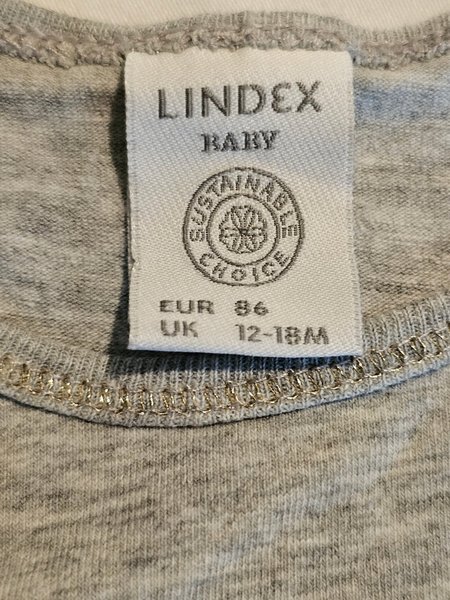 LINDEX
BABY
SUSTAINABLE
CHOICE
EUR 86
UK 12-18M